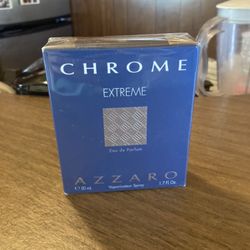 CHROME
EXTREME
Eau de Parfum
AZZARO
e 50 mL Vaporisateur Spray 1.7 Fl.Oz.